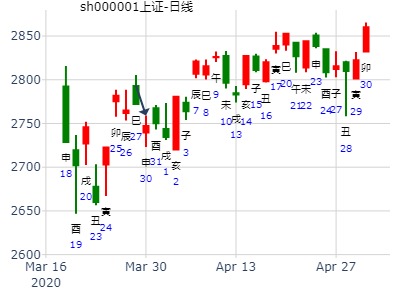 sh000001上证-日线
2850
2800
2750
2700
2650
2600
申
18
酉
19
戌
20
丑
23
寅
24
卯
25
辰
26
巳
27
申
30
酉
31
戌
1
亥
2
子
3
辰
7
巳
8
午
9
未
10
戌
13
亥
14
子
15
丑
16
寅
17
巳
20
午
21
未
22
申
23
酉
24
子
27
丑
28
寅
29
卯
30
Mar 16
2020
Mar 30
Apr 13
Apr 27